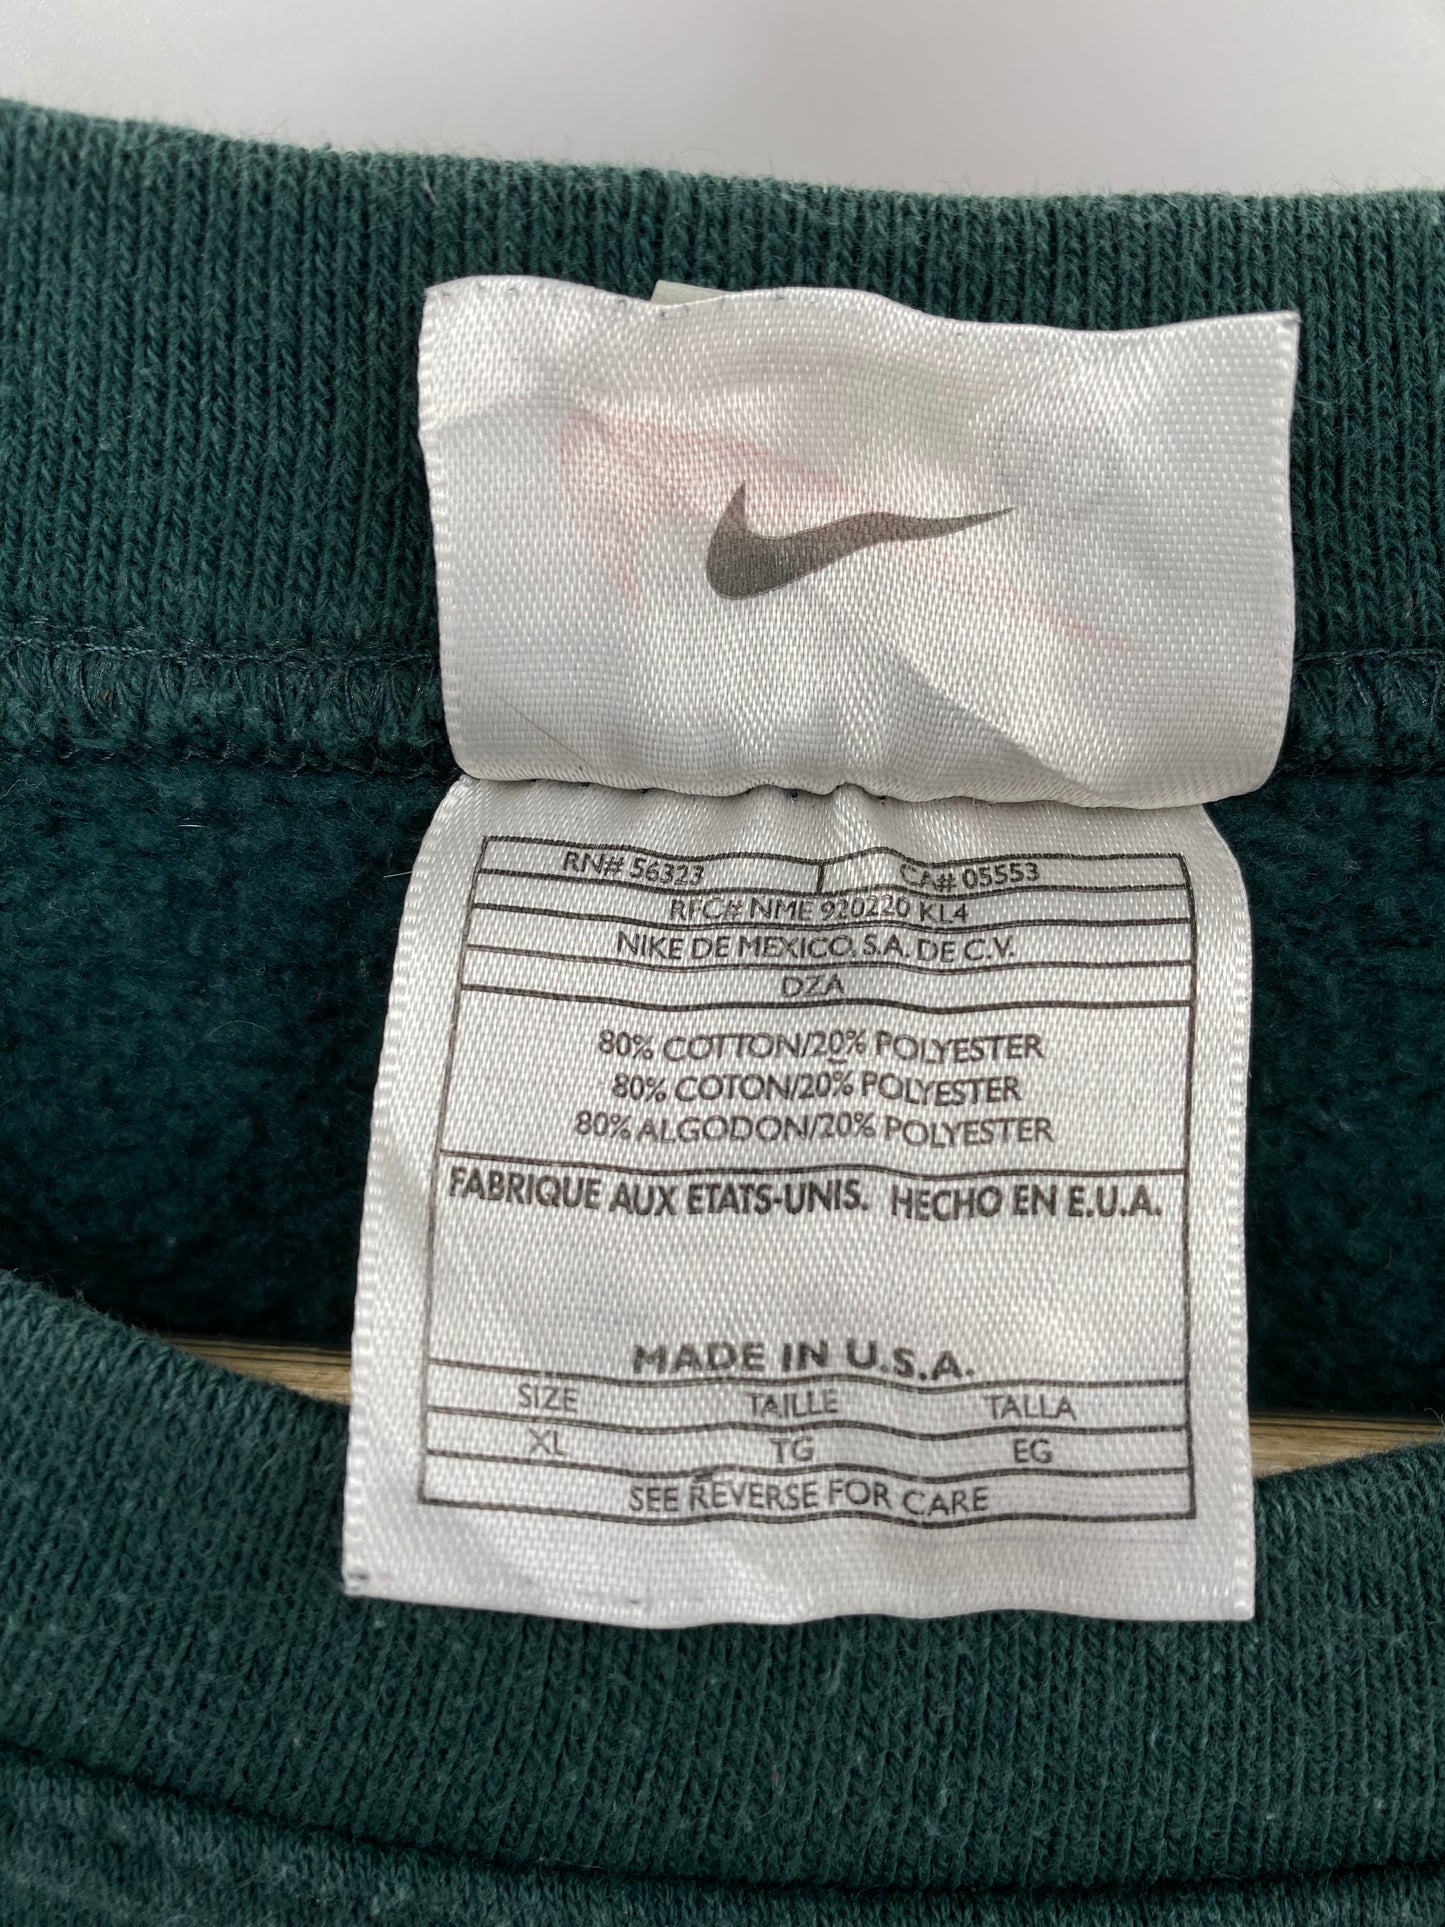 RN# 56323 CA# 05553
RFC# NME 920220 KL4
NIKE DE MEXICO, S.A. DE C.V.
DZA
80% COTTON/20% POLYESTER
80% COTON/20% POLYESTER
80% ALGODON/20% POLYESTER
FABRIQUE AUX ETATS-UNIS. HECHO EN E.U.A.
MADE IN U.S.A.
SIZE TAILLE TALLA
XL TG EG
SEE REVERSE FOR CARE